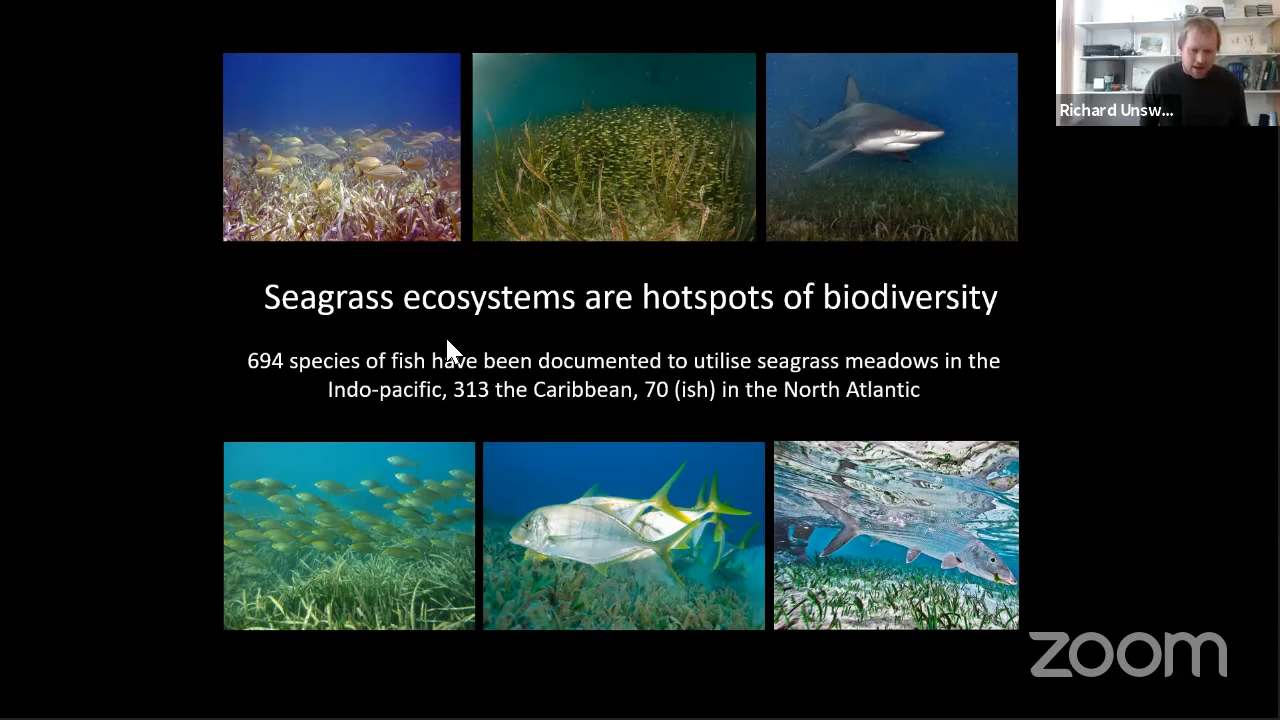 Richard Unsw...
Seagrass ecosystems are hotspots of biodiversity
694 species of fish have been documented to utilise seagrass meadows in the
Indo-pacific, 313 the Caribbean, 70 (ish) in the North Atlantic
zoom